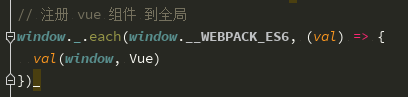 // 注册 vue 组件 到全局
window._.each(window.__WEBPACK_ES6, (val) => {
  val(window, Vue)
})_